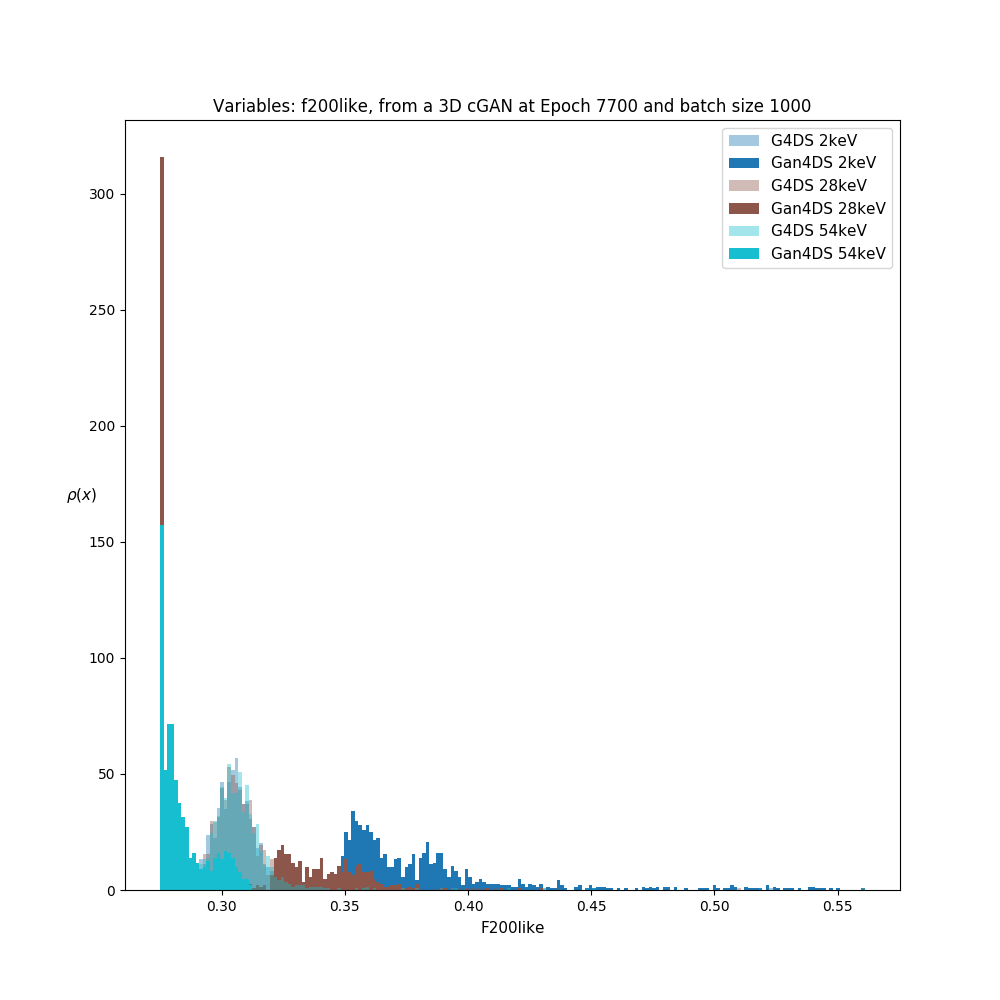 Variables: f200like, from a 3D cGAN at Epoch 7700 and batch size 1000
G4DS 2keV
Gan4DS 2keV
G4DS 28keV
Gan4DS 28keV
G4DS 54keV
Gan4DS 54keV
300
250
200
ρ(x)
150
100
50
0
0.30 0.35 0.40 0.45 0.50 0.55
F200like